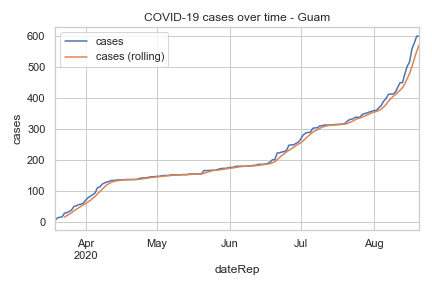 COVID-19 cases over time - Guam
cases
cases (rolling)
600
500
400
300
200
100
0
cases
Apr
2020
May
Jun
Jul
Aug
dateRep